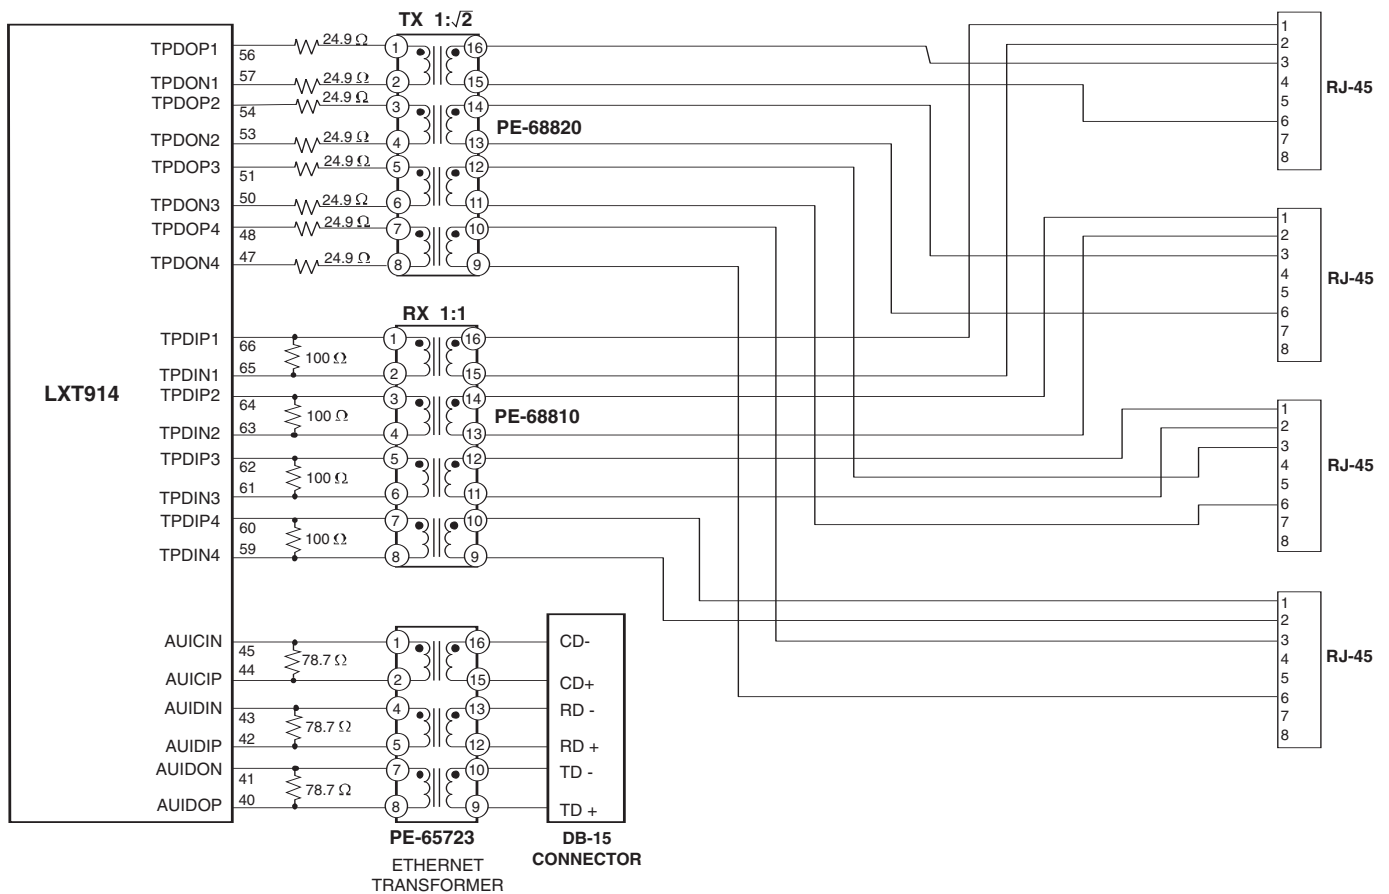 TX 1:√2
TPDOP1 56 24.9 Ω 1 16
TPDON1 57 24.9 Ω 2 15
TPDOP2 54 24.9 Ω 3 14
PE-68820
TPDON2 53 24.9 Ω 4 13
TPDOP3 51 24.9 Ω 5 12
TPDON3 50 24.9 Ω 6 11
TPDOP4 48 24.9 Ω 7 10
TPDON4 47 24.9 Ω 8 9
RX 1:1
TPDIP1 66 1 16
100 Ω
TPDIN1 65 2 15
TPDIP2 64 3 14
100 Ω
PE-68810
TPDIN2 63 4 13
TPDIP3 62 5 12
100 Ω
TPDIN3 61 6 11
TPDIP4 60 7 10
100 Ω
TPDIN4 59 8 9
LXT914
AUICIN 45 1 16 CD-
78.7 Ω
AUICIP 44 2 15 CD+
AUIDIN 43 4 13 RD -
78.7 Ω
AUIDIP 42 5 12 RD +
AUIDON 41 7 10 TD -
78.7 Ω
AUIDOP 40 8 9 TD +
PE-65723
ETHERNET
TRANSFORMER
DB-15
CONNECTOR
1
2
3
4
5
6
7
8
RJ-45
1
2
3
4
5
6
7
8
RJ-45
1
2
3
4
5
6
7
8
RJ-45
1
2
3
4
5
6
7
8
RJ-45